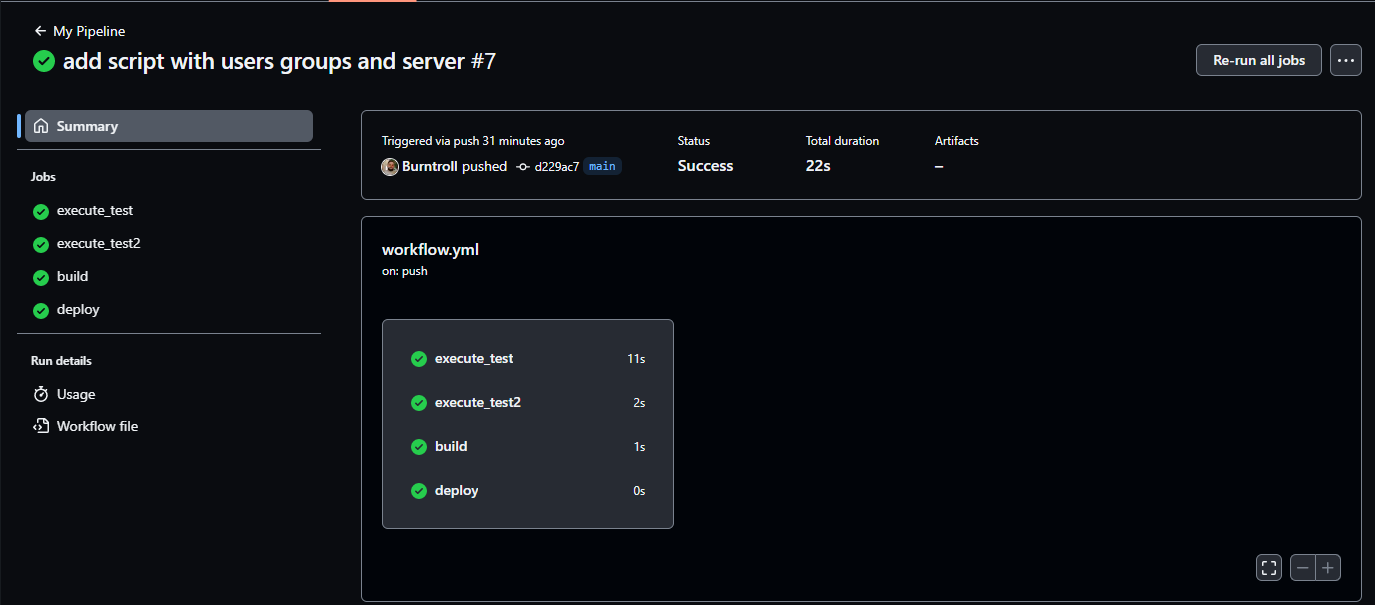 My Pipeline
add script with users groups and server #7
Re-run all jobs
Summary
Jobs
execute_test
execute_test2
build
deploy
Run details
Usage
Workflow file
Triggered via push 31 minutes ago
Burntroll pushed d229ac7 main
Status
Success
Total duration
22s
Artifacts
–
workflow.yml
on: push
execute_test 11s
execute_test2 2s
build 1s
deploy 0s